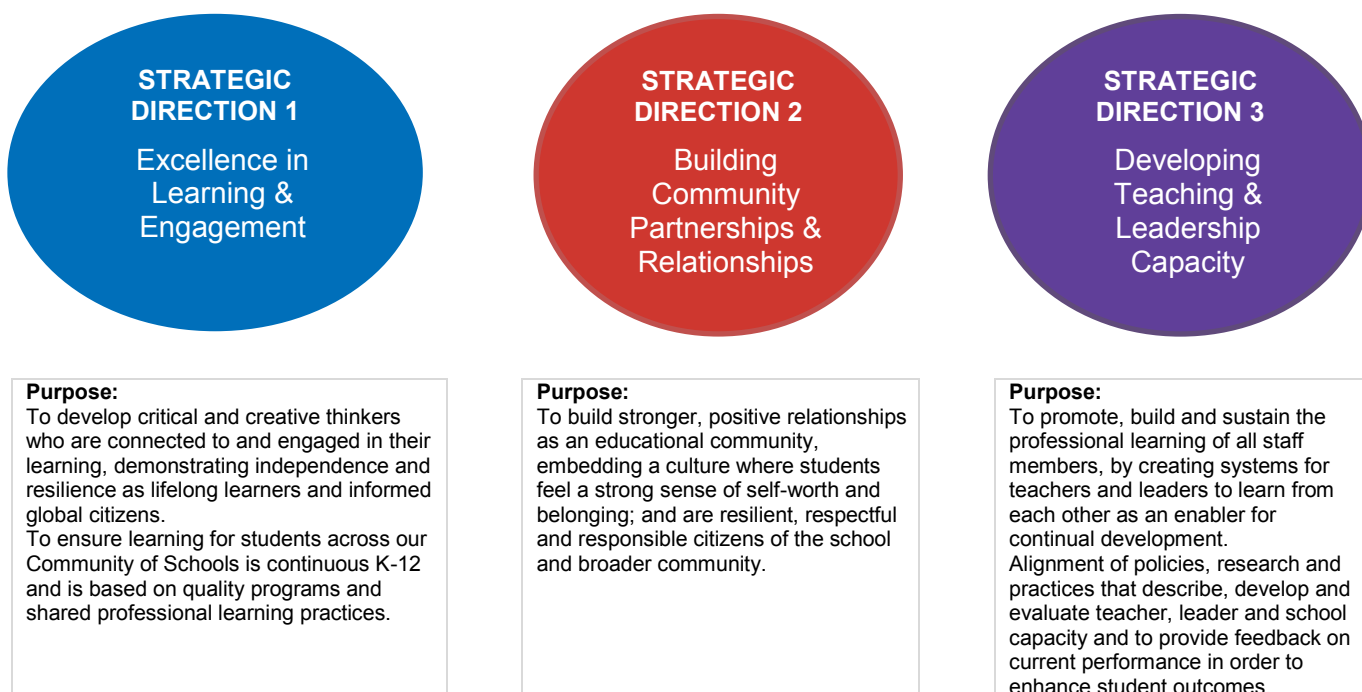 STRATEGIC
DIRECTION 1
Excellence in
Learning &
Engagement
Purpose:
To develop critical and creative thinkers
who are connected to and engaged in their
learning, demonstrating independence and
resilience as lifelong learners and informed
global citizens.
To ensure learning for students across our
Community of Schools is continuous K-12
and is based on quality programs and
shared professional learning practices.
STRATEGIC
DIRECTION 2
Building
Community
Partnerships &
Relationships
Purpose:
To build stronger, positive relationships
as an educational community,
embedding a culture where students
feel a strong sense of self-worth and
belonging; and are resilient, respectful
and responsible citizens of the school
and broader community.
STRATEGIC
DIRECTION 3
Developing
Teaching &
Leadership
Capacity
Purpose:
To promote, build and sustain the
professional learning of all staff
members, by creating systems for
teachers and leaders to learn from
each other as an enabler for
continual development.
Alignment of policies, research and
practices that describe, develop and
evaluate teacher, leader and school
capacity and to provide feedback on
current performance in order to
enhance student outcomes